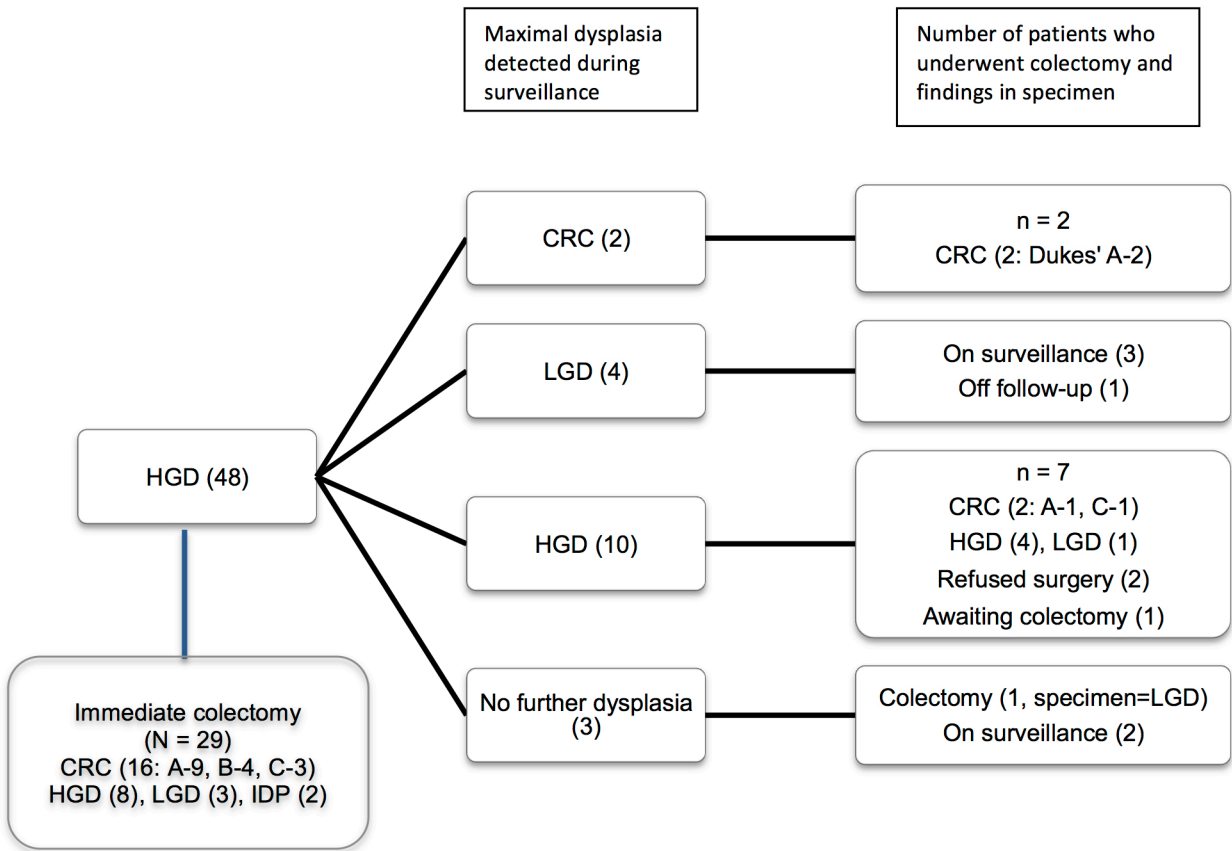 Maximal dysplasia
detected during
surveillance
Number of patients who
underwent colectomy and
findings in specimen
CRC (2)
n = 2
CRC (2: Dukes' A-2)
LGD (4)
On surveillance (3)
Off follow-up (1)
HGD (48)
HGD (10)
n = 7
CRC (2: A-1, C-1)
HGD (4), LGD (1)
Refused surgery (2)
Awaiting colectomy (1)
No further dysplasia
(3)
Colectomy (1, specimen=LGD)
On surveillance (2)
Immediate colectomy
(N = 29)
CRC (16: A-9, B-4, C-3)
HGD (8), LGD (3), IDP (2)